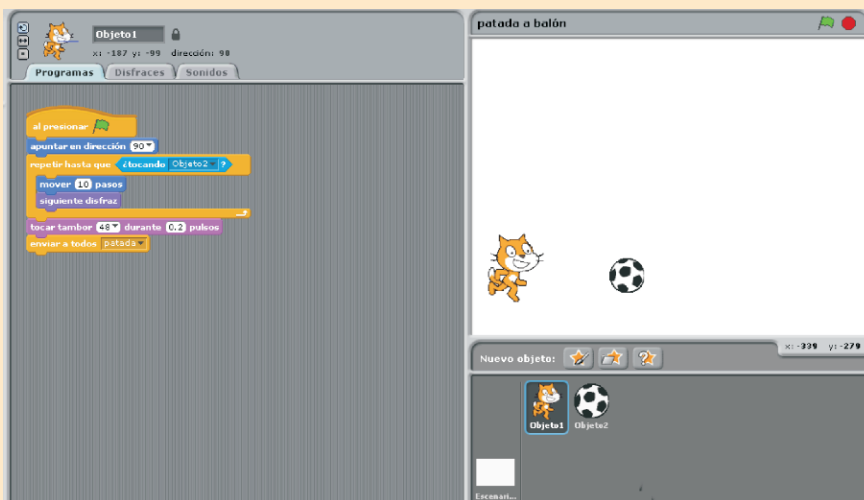 Objeto1
x: -187 y: -99 dirección: 90
Programas Disfraces Sonidos
al presionar
apuntar en dirección 90
repetir hasta que ¿tocando Objeto2 ?
mover 10 pasos
siguiente disfraz
tocar tambor 48 durante 0.2 pulsos
enviar a todos patada
patada a balón
x: -339 y: -279
Nuevo objeto:
Objeto1 Objeto2
Escenari...